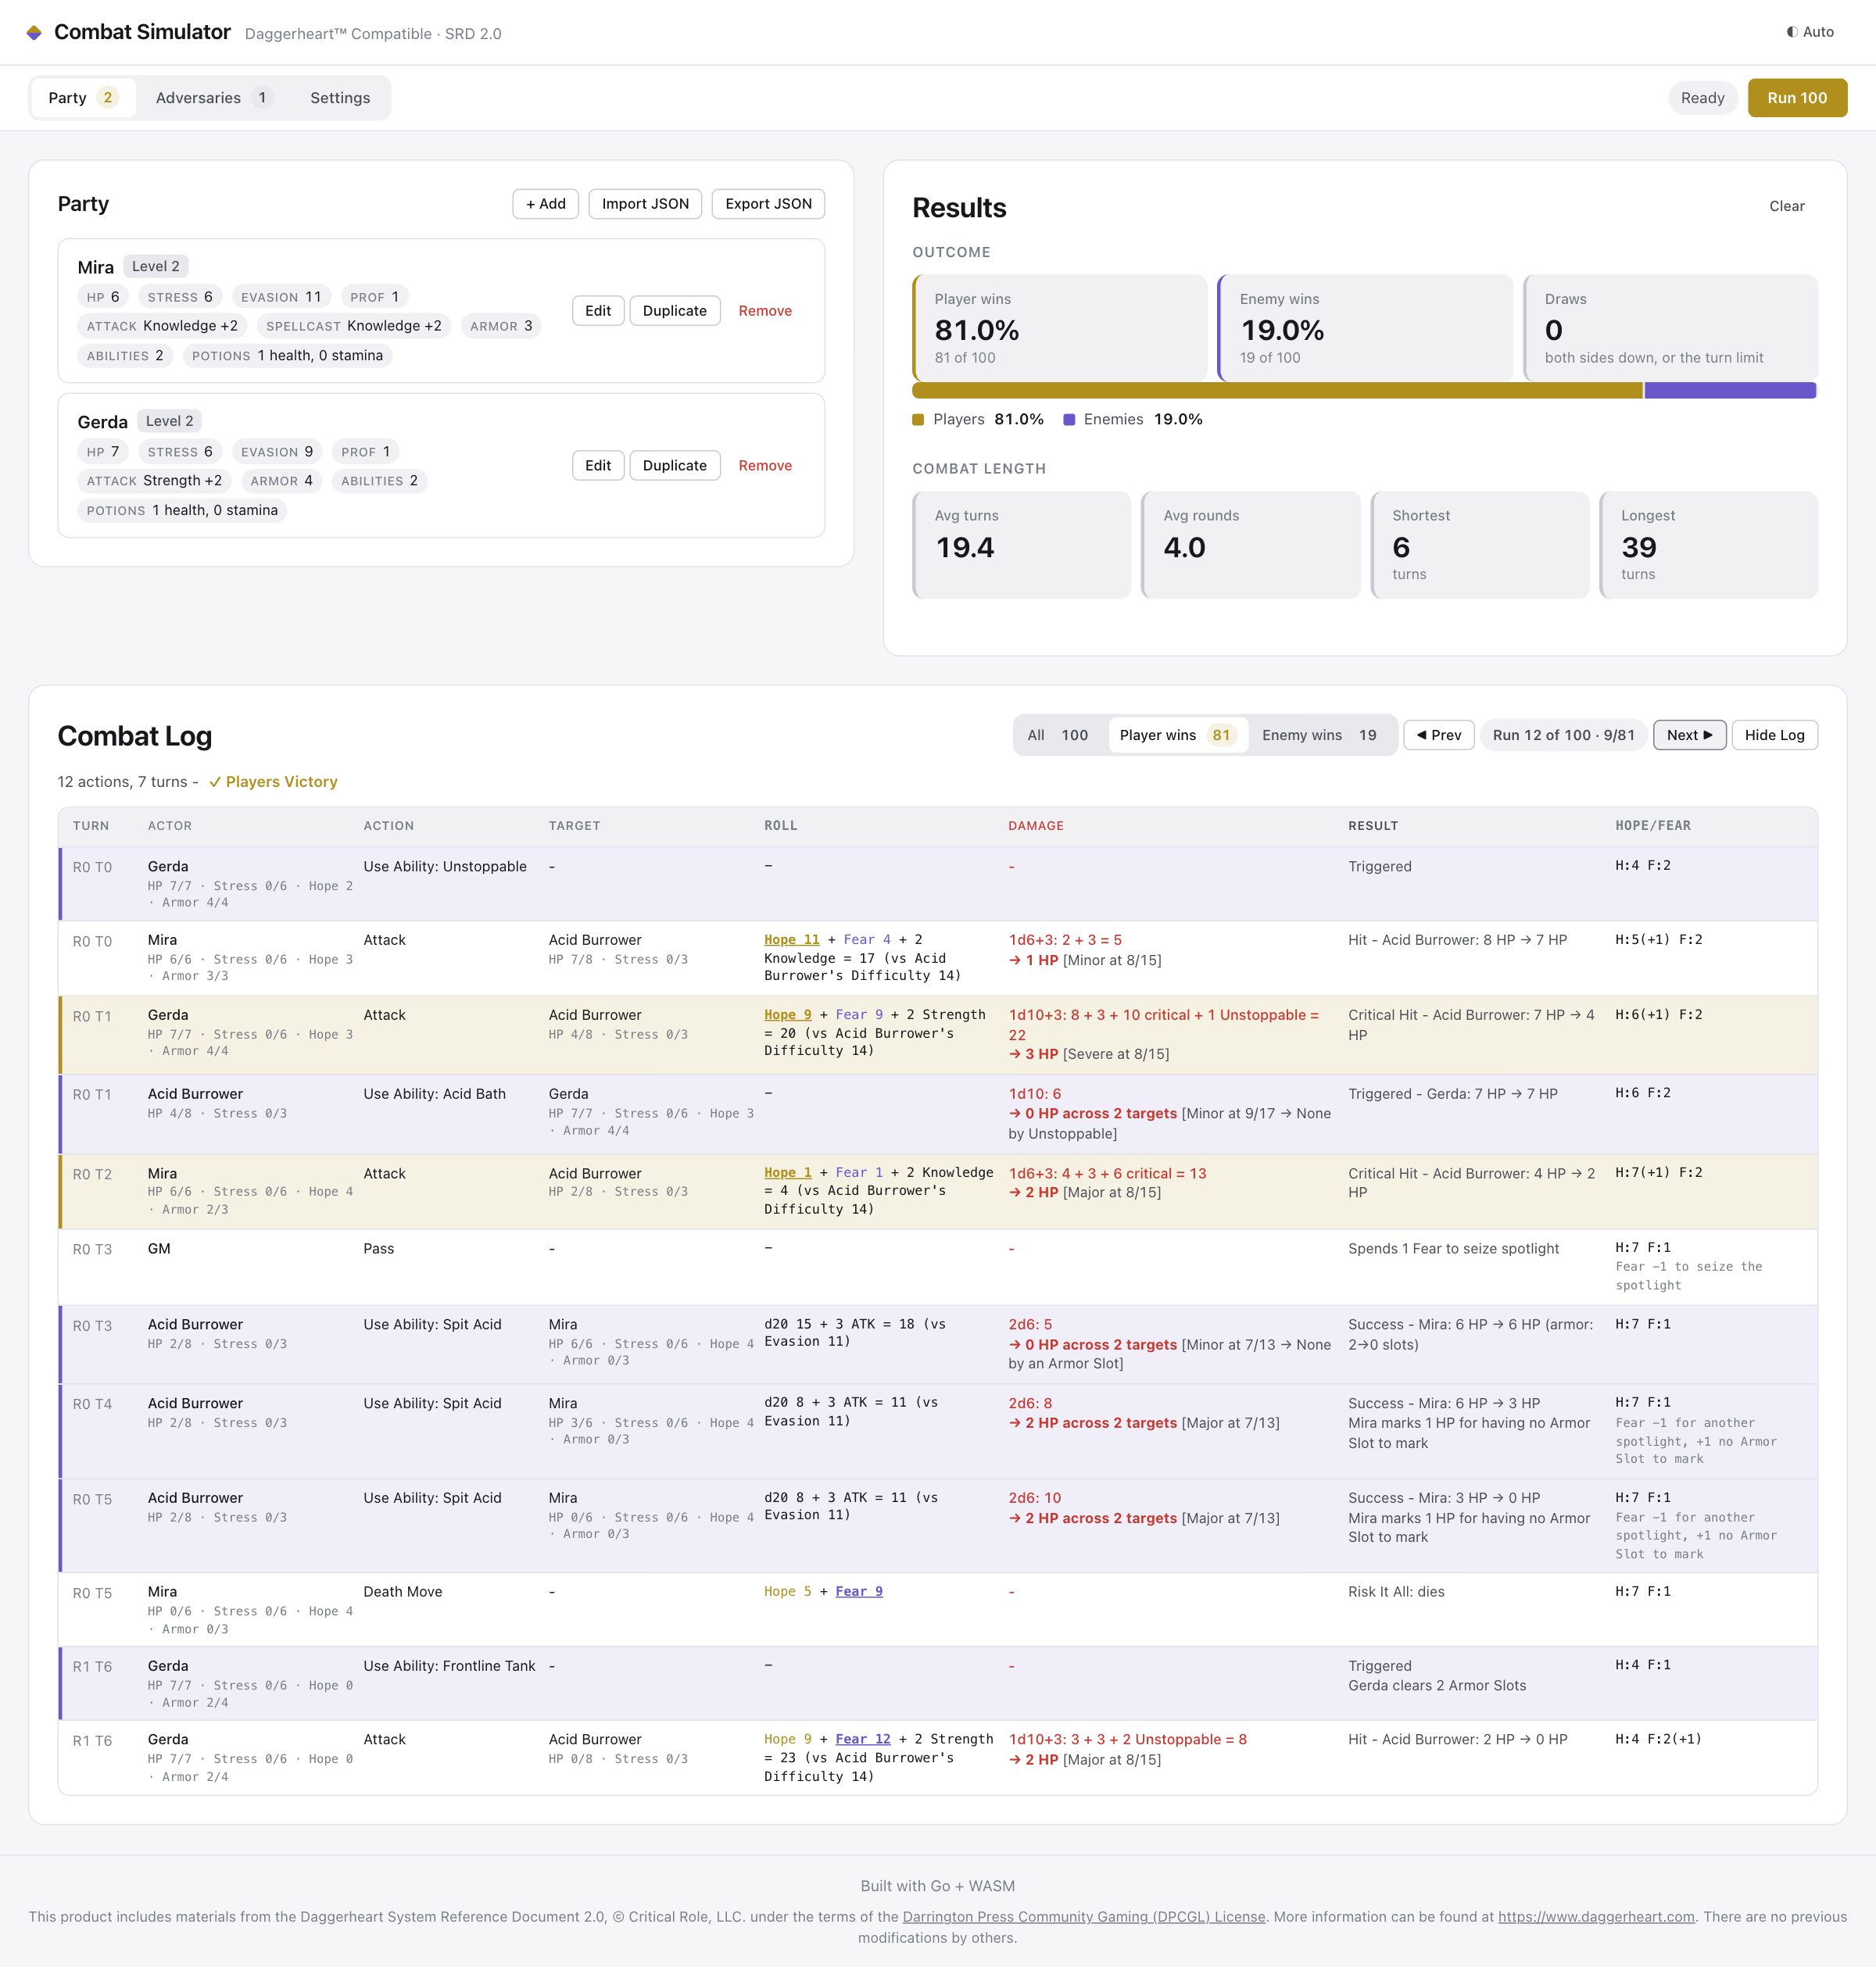 Combat Simulator Daggerheart™ Compatible · SRD 2.0
Auto
Party 2 Adversaries 1 Settings
Ready Run 100
Party
+ Add Import JSON Export JSON
Mira Level 2
HP 6 STRESS 6 EVASION 11 PROF 1
ATTACK Knowledge +2 SPELLCAST Knowledge +2 ARMOR 3
ABILITIES 2 POTIONS 1 health, 0 stamina
Edit Duplicate Remove
Gerda Level 2
HP 7 STRESS 6 EVASION 9 PROF 1
ATTACK Strength +2 ARMOR 4 ABILITIES 2
POTIONS 1 health, 0 stamina
Edit Duplicate Remove
Results
Clear
OUTCOME
Player wins
81.0%
81 of 100
Enemy wins
19.0%
19 of 100
Draws
0
both sides down, or the turn limit
Players 81.0% Enemies 19.0%
COMBAT LENGTH
Avg turns
19.4
Avg rounds
4.0
Shortest
6
turns
Longest
39
turns
Combat Log
All 100 Player wins 81 Enemy wins 19 ◀ Prev Run 12 of 100 · 9/81 Next ▶ Hide Log
12 actions, 7 turns - ✓ Players Victory
TURN ACTOR ACTION TARGET ROLL DAMAGE RESULT HOPE/FEAR
R0 T0
Gerda
HP 7/7 · Stress 0/6 · Hope 2
· Armor 4/4
Use Ability: Unstoppable
-
–
-
Triggered
H:4 F:2
R0 T0
Mira
HP 6/6 · Stress 0/6 · Hope 3
· Armor 3/3
Attack
Acid Burrower
HP 7/8 · Stress 0/3
Hope 11 + Fear 4 + 2
Knowledge = 17 (vs Acid
Burrower's Difficulty 14)
1d6+3: 2 + 3 = 5
→ 1 HP [Minor at 8/15]
Hit - Acid Burrower: 8 HP → 7 HP
H:5(+1) F:2
R0 T1
Gerda
HP 7/7 · Stress 0/6 · Hope 3
· Armor 4/4
Attack
Acid Burrower
HP 4/8 · Stress 0/3
Hope 9 + Fear 9 + 2 Strength
= 20 (vs Acid Burrower's
Difficulty 14)
1d10+3: 8 + 3 + 10 critical + 1 Unstoppable =
22
→ 3 HP [Severe at 8/15]
Critical Hit - Acid Burrower: 7 HP → 4
HP
H:6(+1) F:2
R0 T1
Acid Burrower
HP 4/8 · Stress 0/3
Use Ability: Acid Bath
Gerda
HP 7/7 · Stress 0/6 · Hope 3
· Armor 4/4
–
1d10: 6
→ 0 HP across 2 targets [Minor at 9/17 → None
by Unstoppable]
Triggered - Gerda: 7 HP → 7 HP
H:6 F:2
R0 T2
Mira
HP 6/6 · Stress 0/6 · Hope 4
· Armor 2/3
Attack
Acid Burrower
HP 2/8 · Stress 0/3
Hope 1 + Fear 1 + 2 Knowledge
= 4 (vs Acid Burrower's
Difficulty 14)
1d6+3: 4 + 3 + 6 critical = 13
→ 2 HP [Major at 8/15]
Critical Hit - Acid Burrower: 4 HP → 2
HP
H:7(+1) F:2
R0 T3
GM
Pass
-
–
-
Spends 1 Fear to seize spotlight
H:7 F:1
Fear −1 to seize the
spotlight
R0 T3
Acid Burrower
HP 2/8 · Stress 0/3
Use Ability: Spit Acid
Mira
HP 6/6 · Stress 0/6 · Hope 4
· Armor 0/3
d20 15 + 3 ATK = 18 (vs
Evasion 11)
2d6: 5
→ 0 HP across 2 targets [Minor at 7/13 → None
by an Armor Slot]
Success - Mira: 6 HP → 6 HP (armor:
2→0 slots)
H:7 F:1
R0 T4
Acid Burrower
HP 2/8 · Stress 0/3
Use Ability: Spit Acid
Mira
HP 3/6 · Stress 0/6 · Hope 4
· Armor 0/3
d20 8 + 3 ATK = 11 (vs
Evasion 11)
2d6: 8
→ 2 HP across 2 targets [Major at 7/13]
Success - Mira: 6 HP → 3 HP
Mira marks 1 HP for having no Armor
Slot to mark
H:7 F:1
Fear −1 for another
spotlight, +1 no Armor
Slot to mark
R0 T5
Acid Burrower
HP 2/8 · Stress 0/3
Use Ability: Spit Acid
Mira
HP 0/6 · Stress 0/6 · Hope 4
· Armor 0/3
d20 8 + 3 ATK = 11 (vs
Evasion 11)
2d6: 10
→ 2 HP across 2 targets [Major at 7/13]
Success - Mira: 3 HP → 0 HP
Mira marks 1 HP for having no Armor
Slot to mark
H:7 F:1
Fear −1 for another
spotlight, +1 no Armor
Slot to mark
R0 T5
Mira
HP 0/6 · Stress 0/6 · Hope 4
· Armor 0/3
Death Move
-
Hope 5 + Fear 9
-
Risk It All: dies
H:7 F:1
R1 T6
Gerda
HP 7/7 · Stress 0/6 · Hope 0
· Armor 2/4
Use Ability: Frontline Tank
-
–
-
Triggered
Gerda clears 2 Armor Slots
H:4 F:1
R1 T6
Gerda
HP 7/7 · Stress 0/6 · Hope 0
· Armor 2/4
Attack
Acid Burrower
HP 0/8 · Stress 0/3
Hope 9 + Fear 12 + 2 Strength
= 23 (vs Acid Burrower's
Difficulty 14)
1d10+3: 3 + 3 + 2 Unstoppable = 8
→ 2 HP [Major at 8/15]
Hit - Acid Burrower: 2 HP → 0 HP
H:4 F:2(+1)
Built with Go + WASM
This product includes materials from the Daggerheart System Reference Document 2.0, © Critical Role, LLC. under the terms of the Darrington Press Community Gaming (DPCGL) License. More information can be found at https://www.daggerheart.com. There are no previous
modifications by others.